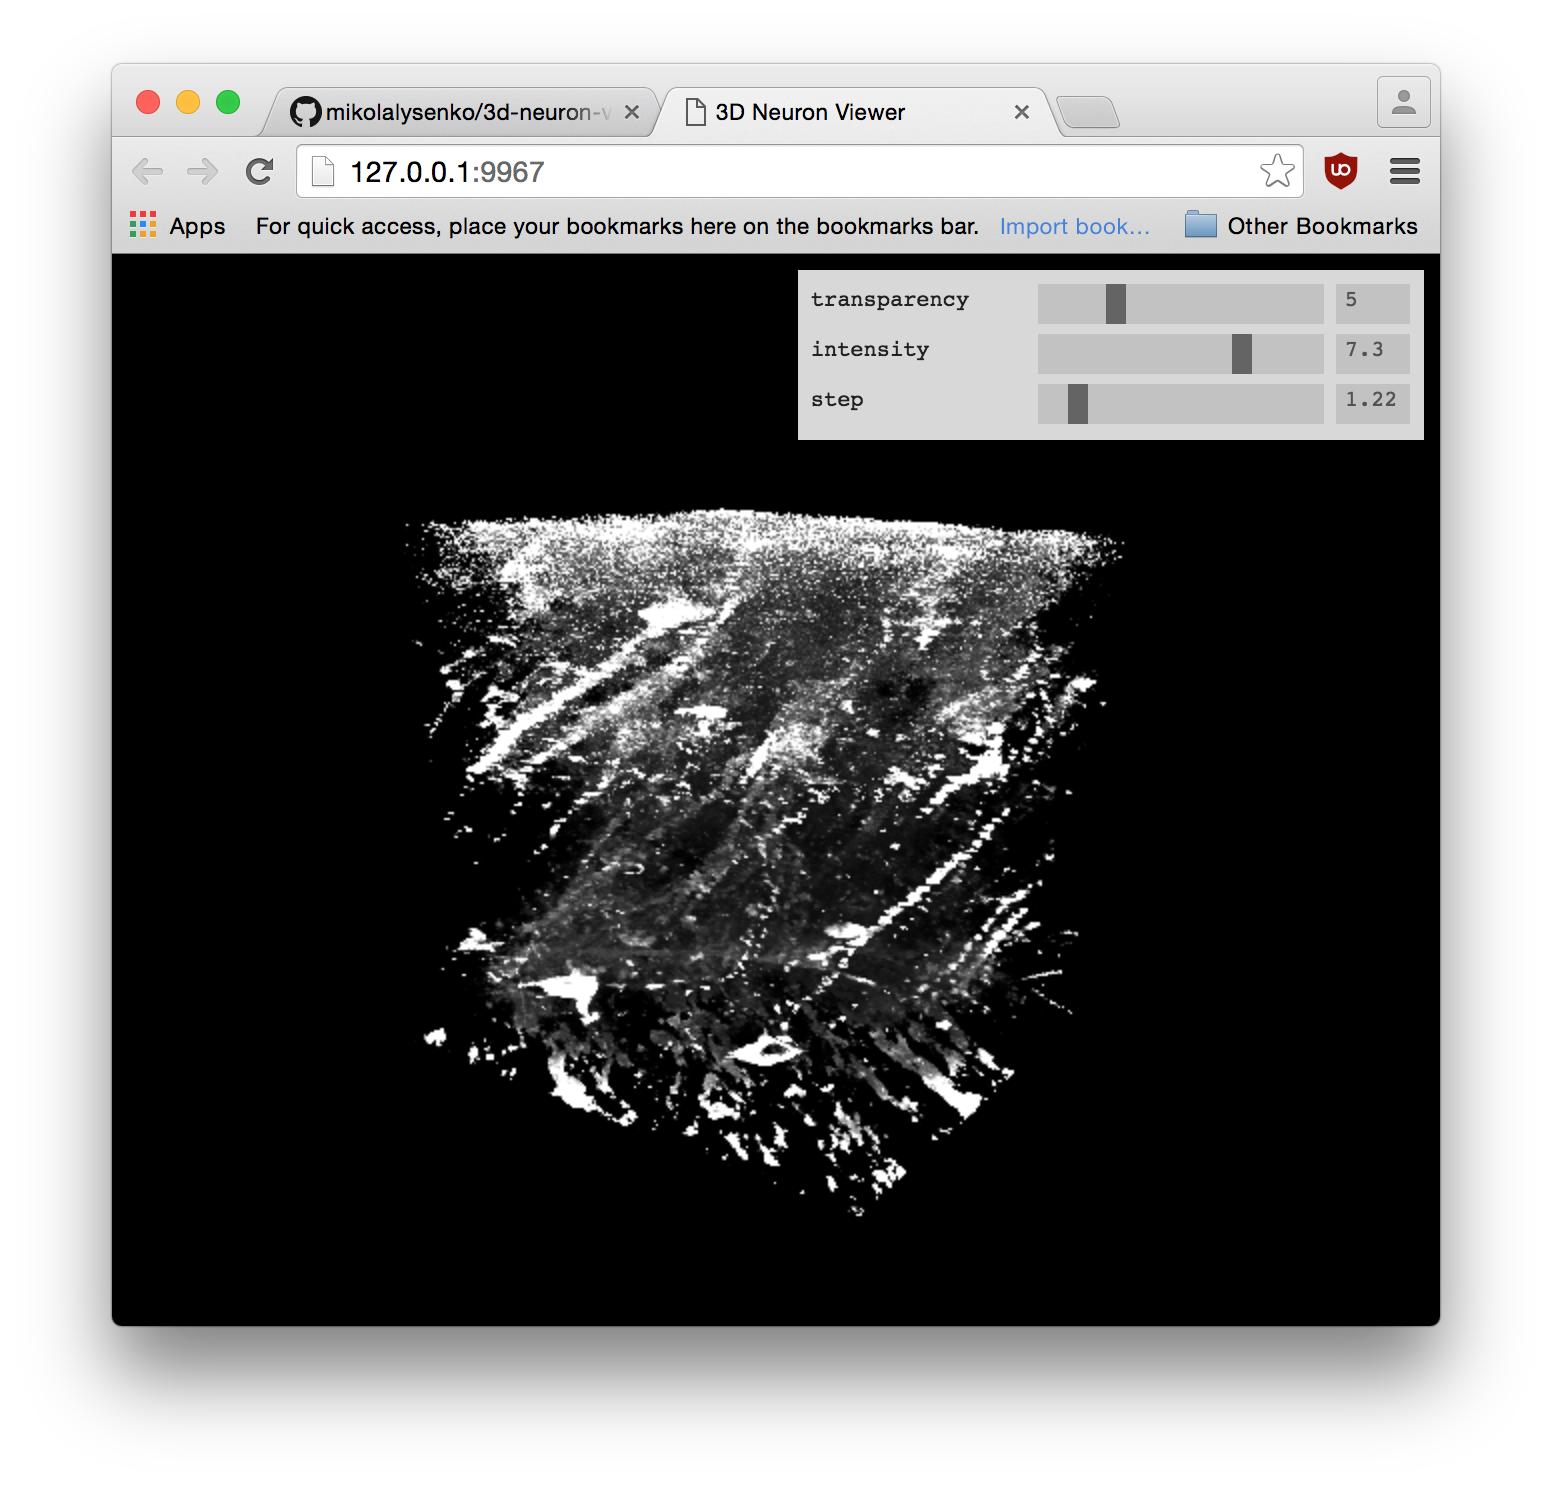 mikolalysenko/3d-neuron-v
3D Neuron Viewer
127.0.0.1:9967
Apps
For quick access, place your bookmarks here on the bookmarks bar.
Import book…
Other Bookmarks
transparency 5
intensity 7.3
step 1.22